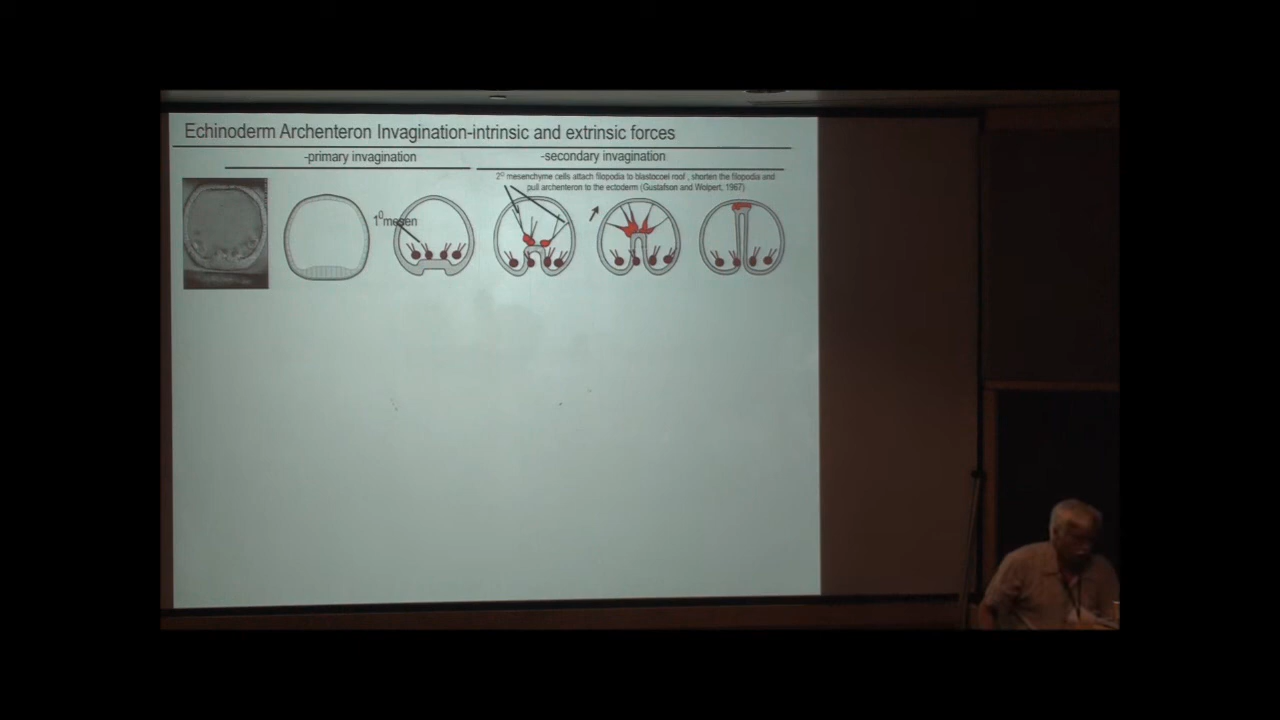 Echinoderm Archenteron Invagination-intrinsic and extrinsic forces
-primary invagination
-secondary invagination
2⁰ mesenchyme cells attach filopodia to blastocoel roof, shorten the filopodia and
pull archenteron to the ectoderm (Gustafson and Wolpert, 1967)
1⁰mesen